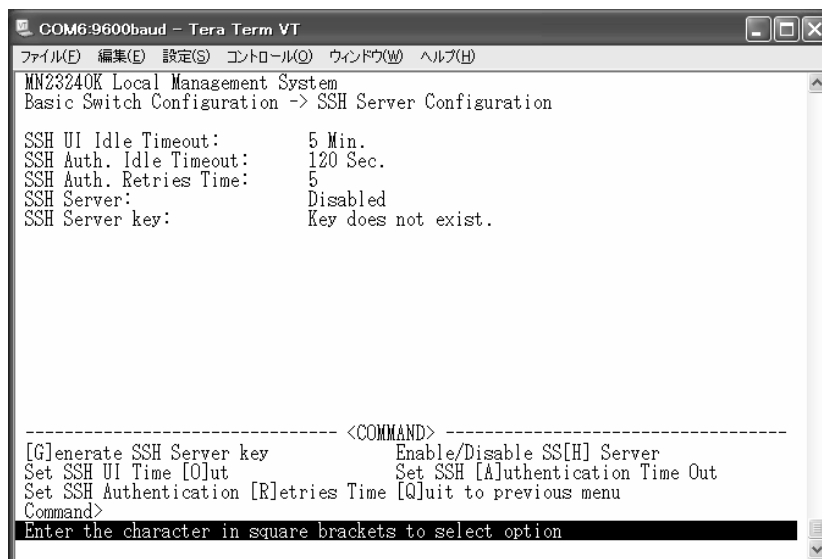 COM6:9600baud - Tera Term VT
ファイル(F) 編集(E) 設定(S) コントロール(O) ウィンドウ(W) ヘルプ(H)
MN23240K Local Management System
Basic Switch Configuration -> SSH Server Configuration
SSH UI Idle Timeout: 5 Min.
SSH Auth. Idle Timeout: 120 Sec.
SSH Auth. Retries Time: 5
SSH Server: Disabled
SSH Server key: Key does not exist.
-------------------------------- <COMMAND> -----------------------------------
[G]enerate SSH Server key Enable/Disable SS[H] Server
Set SSH UI Time [O]ut Set SSH [A]uthentication Time Out
Set SSH Authentication [R]etries Time [Q]uit to previous menu
Command>
Enter the character in square brackets to select option